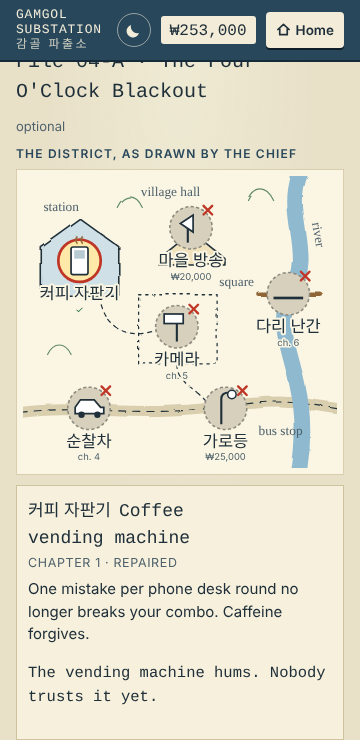 GAMGOL
SUBSTATION
감골 파출소
₩253,000
Home
File 04-A · The Four
O'Clock Blackout
optional
THE DISTRICT, AS DRAWN BY THE CHIEF
village hall
station
river
마을 방송
₩20,000
square
커피 자판기
✓
다리 난간
ch. 6
카메라
ch. 5
순찰차
ch. 4
가로등
₩25,000
bus stop
커피 자판기 Coffee
vending machine
CHAPTER 1 · REPAIRED
One mistake per phone desk round no
longer breaks your combo. Caffeine
forgives.
The vending machine hums. Nobody
trusts it yet.